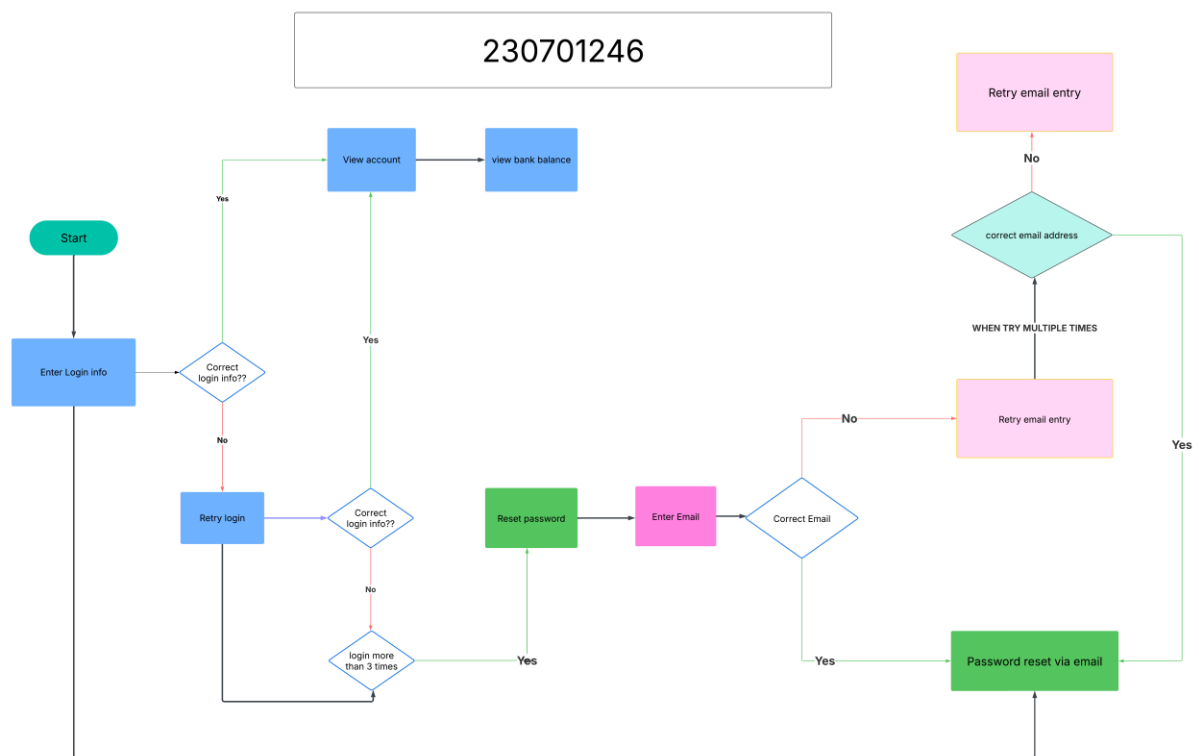 230701246
Retry email entry
No
View account
view bank balance
Yes
Start
correct email address
WHEN TRY MULTIPLE TIMES
Yes
Enter Login info
Correct
login info??
No
Retry email entry
No
Yes
Retry login
Correct
login info??
Reset password
Enter Email
Correct Email
No
login more
than 3 times
Yes
Yes
Password reset via email